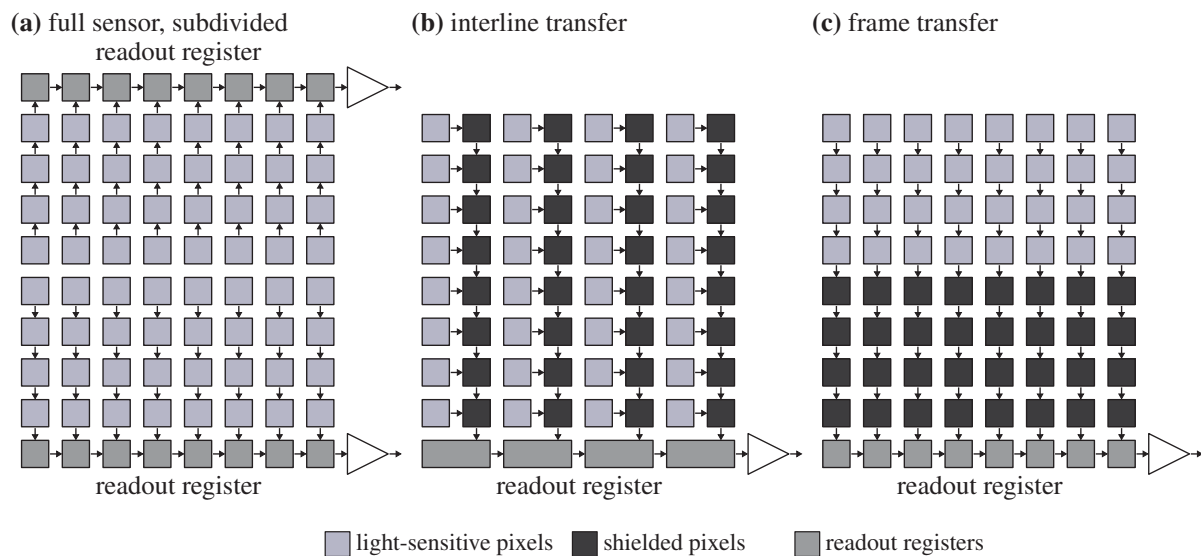 (a) full sensor, subdivided
readout register
(b) interline transfer
(c) frame transfer
readout register
readout register
readout register
light-sensitive pixels
shielded pixels
readout registers